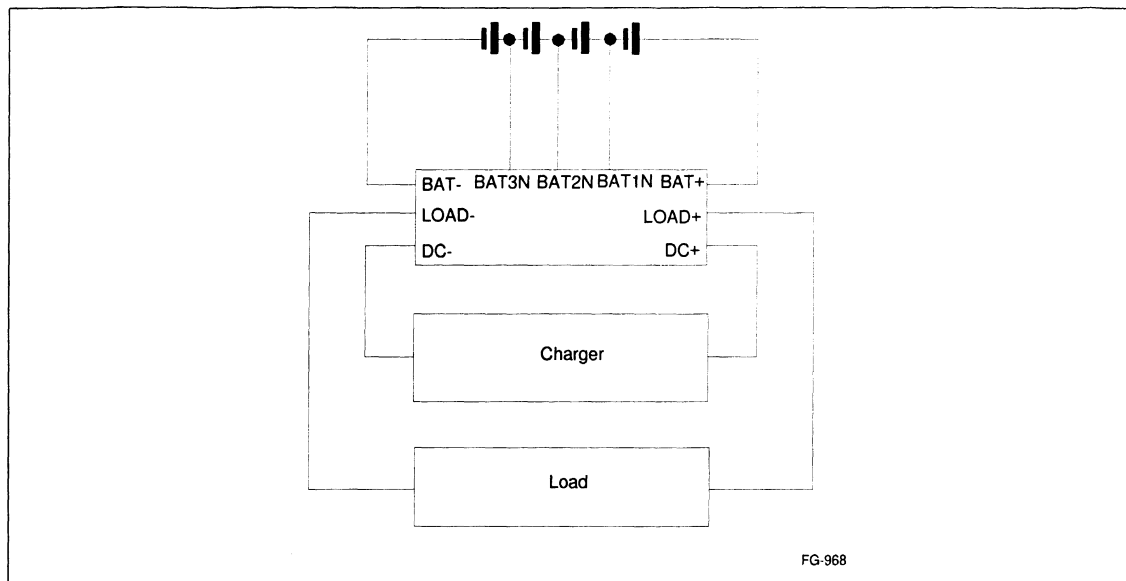 BAT- BAT3N BAT2N BAT1N BAT+
LOAD- LOAD+
DC- DC+
Charger
Load
FG-968